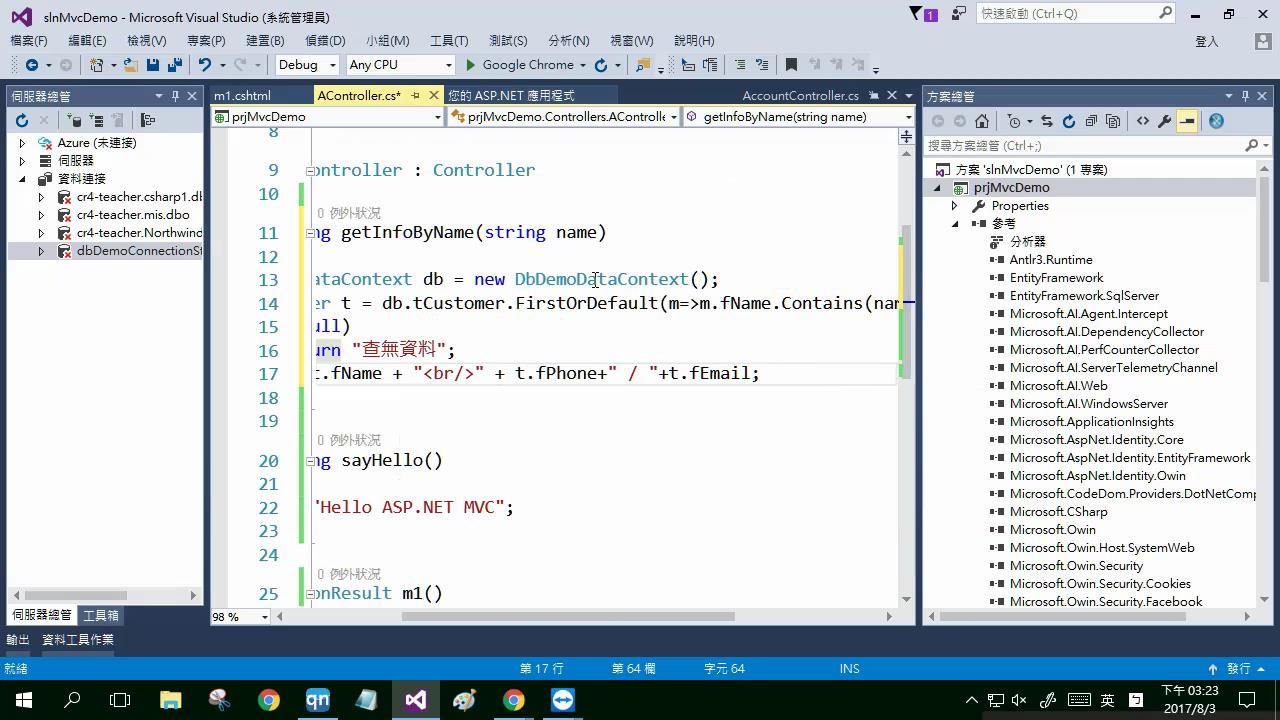 slnMvcDemo - Microsoft Visual Studio (系統管理員)
1
快速啟動 (Ctrl+Q)
檔案(F) 編輯(E) 檢視(V) 專案(P) 建置(B) 偵錯(D) 小組(M) 工具(T) 測試(S) 分析(N) 視窗(W) 說明(H)
登入
Debug Any CPU Google Chrome
伺服器總管
Azure (未連接)
伺服器
資料連接
cr4-teacher.csharp1.db
cr4-teacher.mis.dbo
cr4-teacher.Northwind
dbDemoConnectionSt
伺服器總管 工具箱
m1.cshtml AController.cs* 您的 ASP.NET 應用程式 AccountController.cs
prjMvcDemo prjMvcDemo.Controllers.AControlle getInfoByName(string name)
8
9 ontroller : Controller
10
0 例外狀況
11 ng getInfoByName(string name)
12
13 ataContext db = new DbDemoDataContext();
14 er t = db.tCustomer.FirstOrDefault(m=>m.fName.Contains(nam
15 ull)
16 urn "查無資料";
17 t.fName + "<br/>" + t.fPhone+" / "+t.fEmail;
18
19
0 例外狀況
20 ng sayHello()
21
22 "Hello ASP.NET MVC";
23
24
0 例外狀況
25 onResult m1()
98 %
方案總管
搜尋方案總管 (Ctrl+;)
方案 'slnMvcDemo' (1 專案)
prjMvcDemo
Properties
參考
分析器
Antlr3.Runtime
EntityFramework
EntityFramework.SqlServer
Microsoft.AI.Agent.Intercept
Microsoft.AI.DependencyCollector
Microsoft.AI.PerfCounterCollector
Microsoft.AI.ServerTelemetryChannel
Microsoft.AI.Web
Microsoft.AI.WindowsServer
Microsoft.ApplicationInsights
Microsoft.AspNet.Identity.Core
Microsoft.AspNet.Identity.EntityFramework
Microsoft.AspNet.Identity.Owin
Microsoft.CodeDom.Providers.DotNetComp
Microsoft.CSharp
Microsoft.Owin
Microsoft.Owin.Host.SystemWeb
Microsoft.Owin.Security
Microsoft.Owin.Security.Cookies
Microsoft.Owin.Security.Facebook
輸出 資料工具作業
就緒 第 17 行 第 64 欄 字元 64 INS 發行
qn
英
下午 03:23
2017/8/3